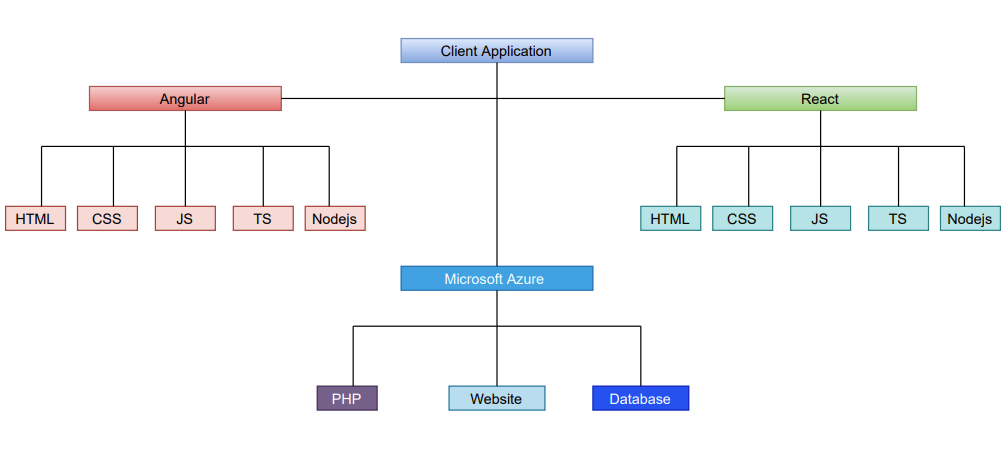 Client Application
Angular
React
HTML
CSS
JS
TS
Nodejs
HTML
CSS
JS
TS
Nodejs
Microsoft Azure
PHP
Website
Database